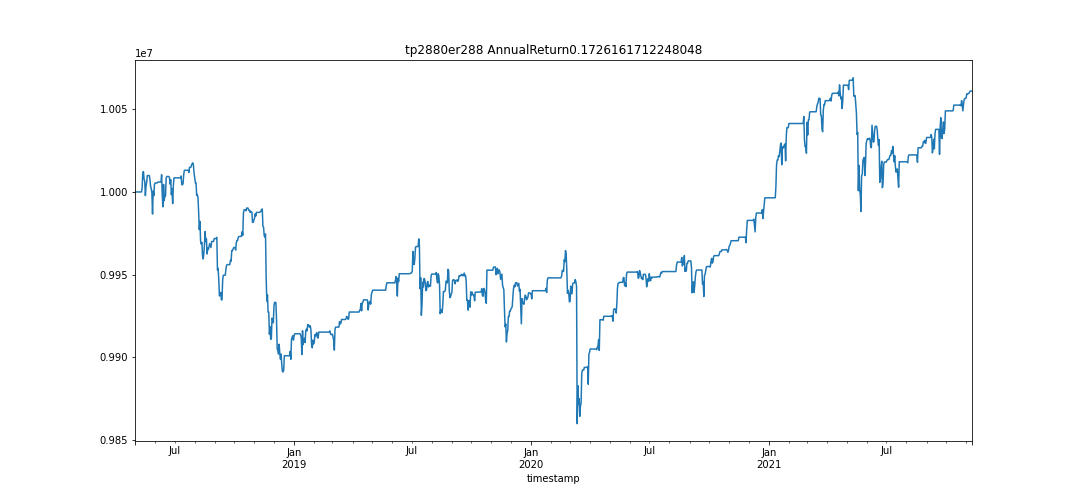 tp2880er288 AnnualReturn0.1726161712248048
1e7
1.005
1.000
0.995
0.990
0.985
Jul
Jan
2019
Jul
Jan
2020
Jul
Jan
2021
Jul
timestamp